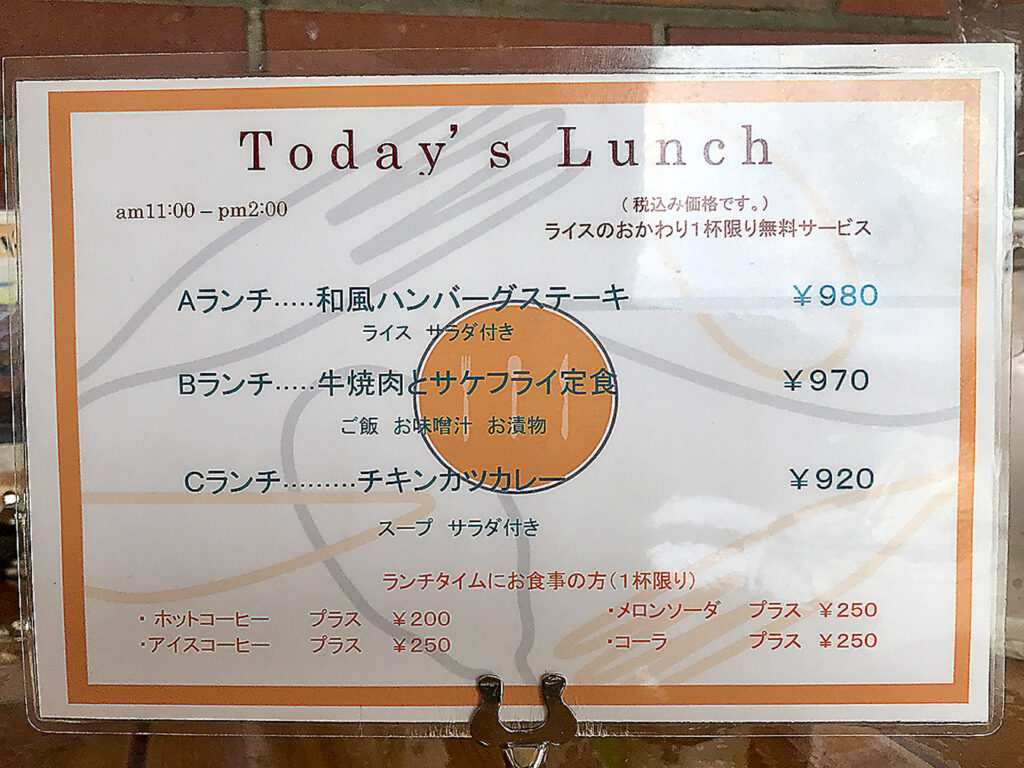 Today's Lunch
am11:00 – pm2:00
(税込み価格です。)
ライスのおかわり1杯限り無料サービス
Aランチ.....和風ハンバーグステーキ ¥980
ライス サラダ付き
Bランチ.....牛焼肉とサケフライ定食 ¥970
ご飯 お味噌汁 お漬物
Cランチ.........チキンカツカレー ¥920
スープ サラダ付き
ランチタイムにお食事の方(1杯限り)
・ホットコーヒー プラス ¥200
・アイスコーヒー プラス ¥250
・メロンソーダ プラス ¥250
・コーラ プラス ¥250